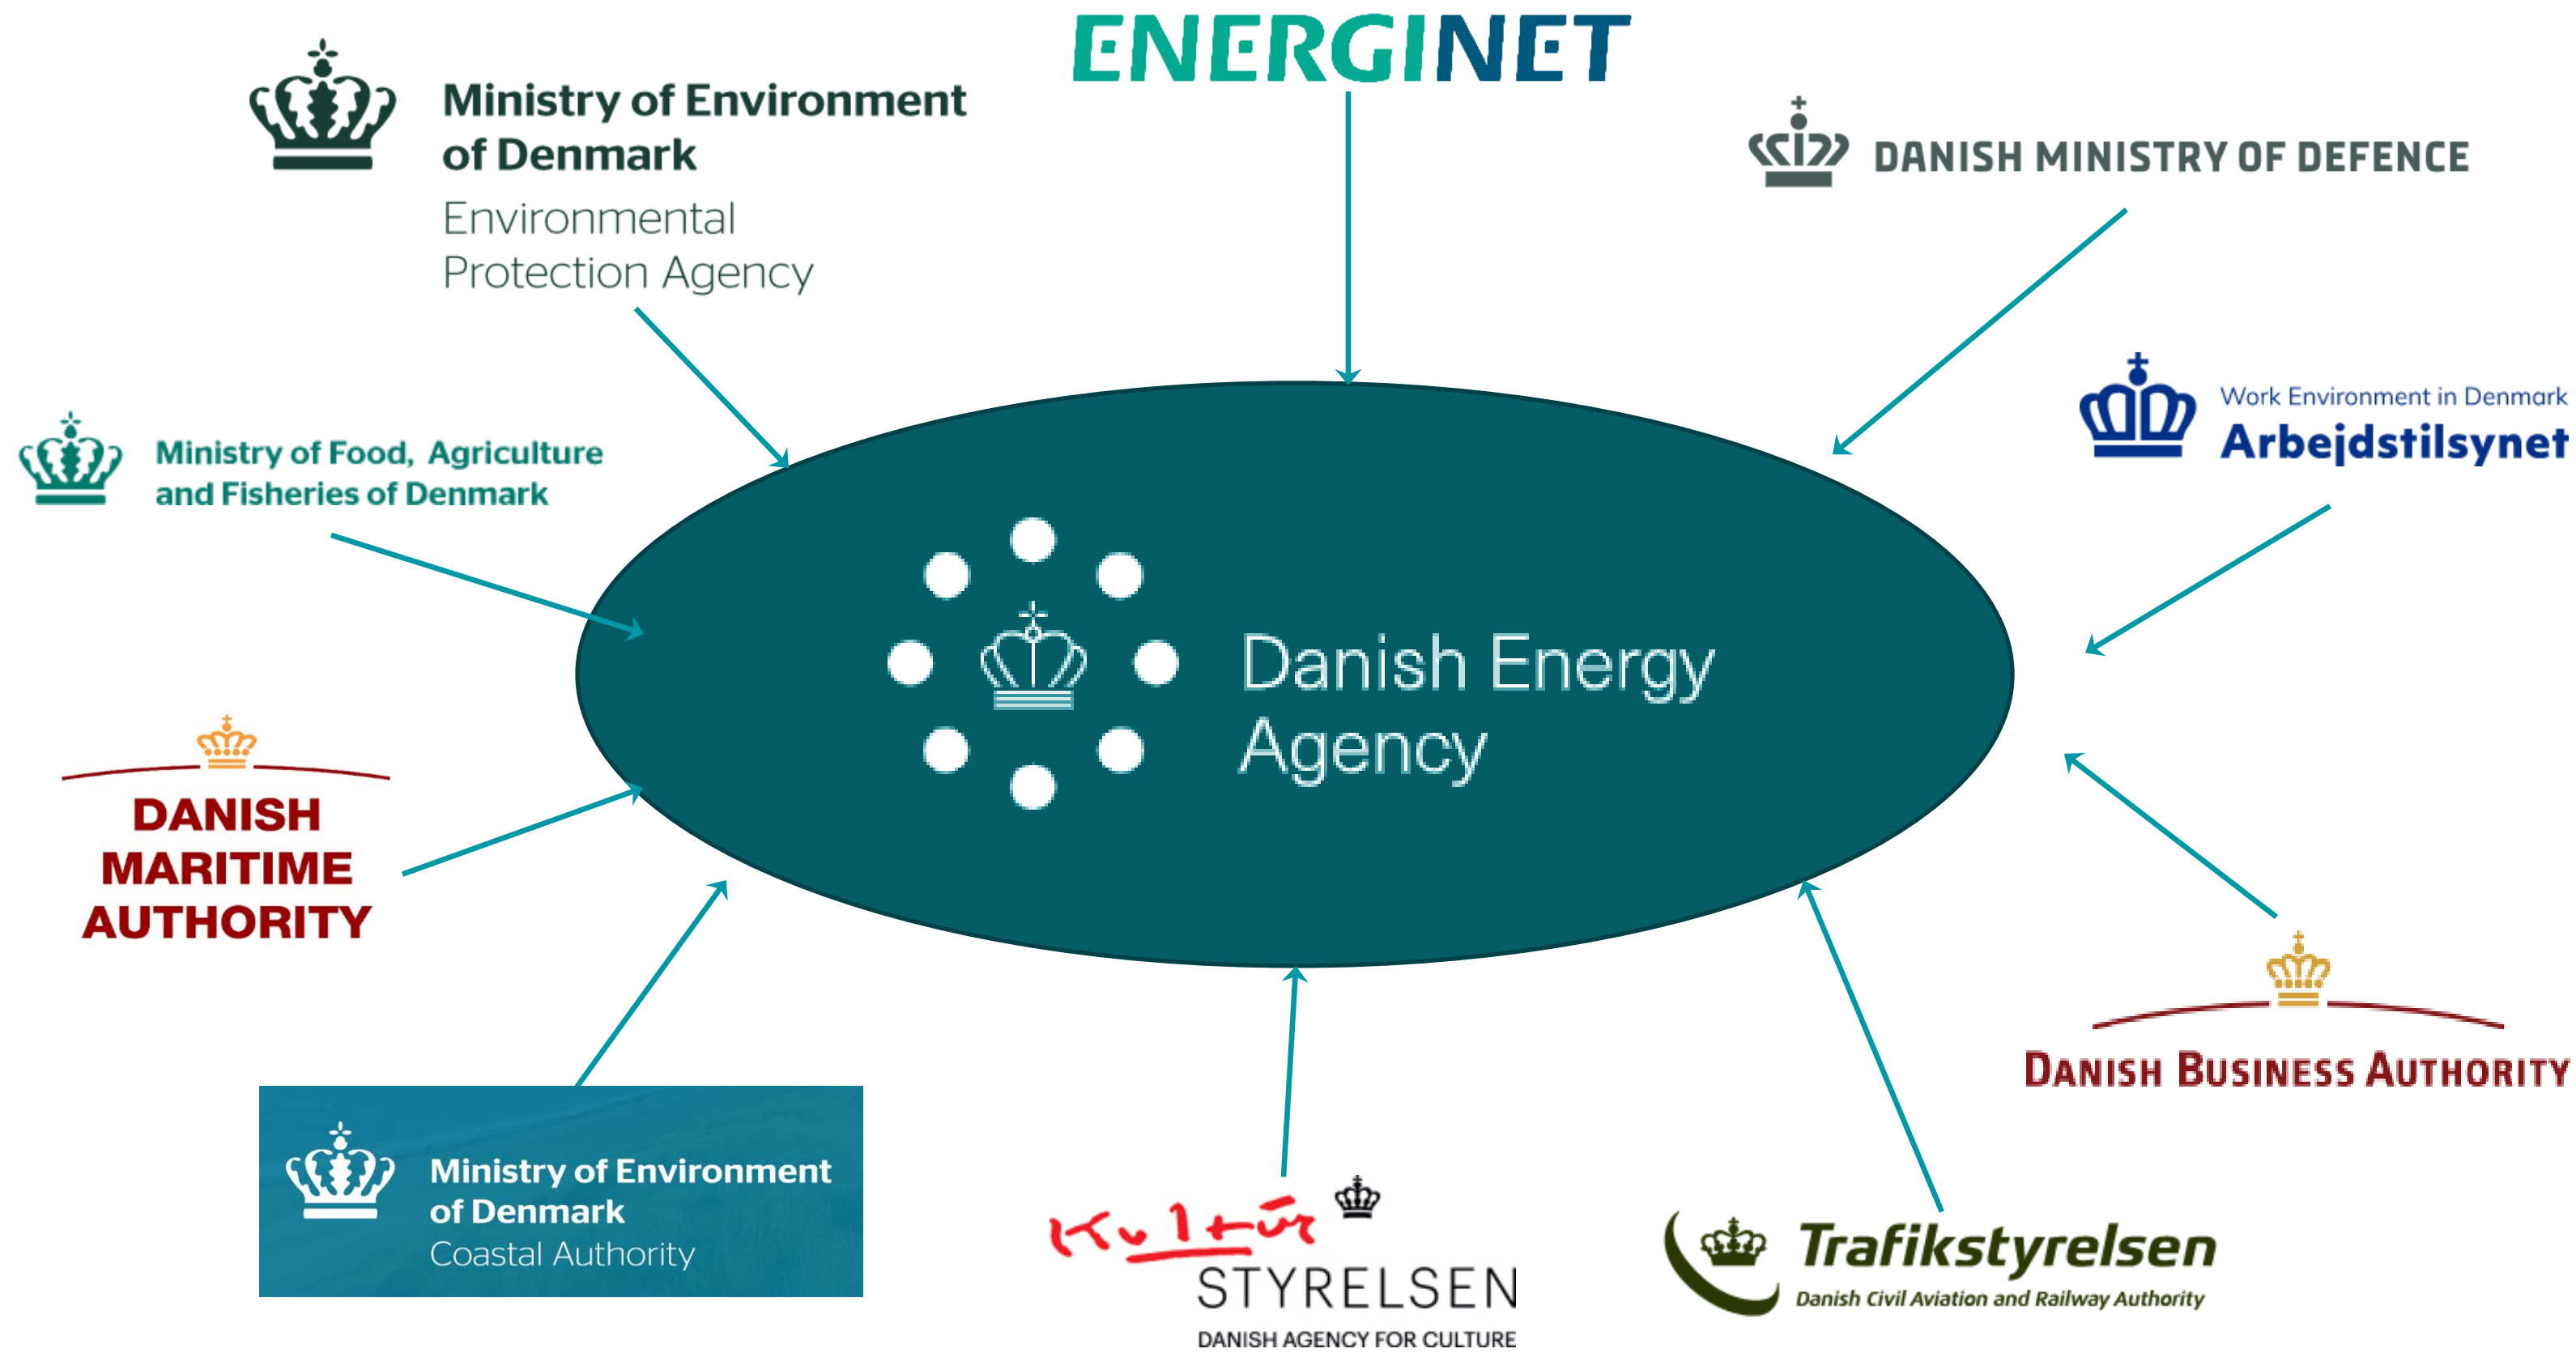 ENERGINET
Ministry of Environment
of Denmark
Environmental
Protection Agency
DANISH MINISTRY OF DEFENCE
Work Environment in Denmark
Arbejdstilsynet
Ministry of Food, Agriculture
and Fisheries of Denmark
Danish Energy
Agency
DANISH
MARITIME
AUTHORITY
DANISH BUSINESS AUTHORITY
Ministry of Environment
of Denmark
Coastal Authority
Kultur
STYRELSEN
DANISH AGENCY FOR CULTURE
Trafikstyrelsen
Danish Civil Aviation and Railway Authority